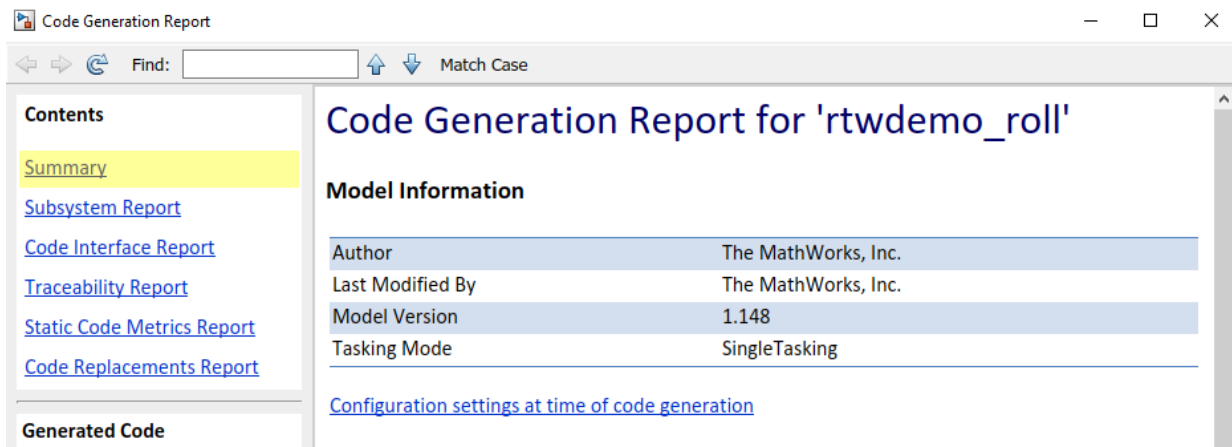 Code Generation Report
Find:
Match Case
Contents
Summary
Subsystem Report
Code Interface Report
Traceability Report
Static Code Metrics Report
Code Replacements Report
Generated Code
Code Generation Report for 'rtwdemo_roll'
Model Information
Author The MathWorks, Inc.
Last Modified By The MathWorks, Inc.
Model Version 1.148
Tasking Mode SingleTasking
Configuration settings at time of code generation